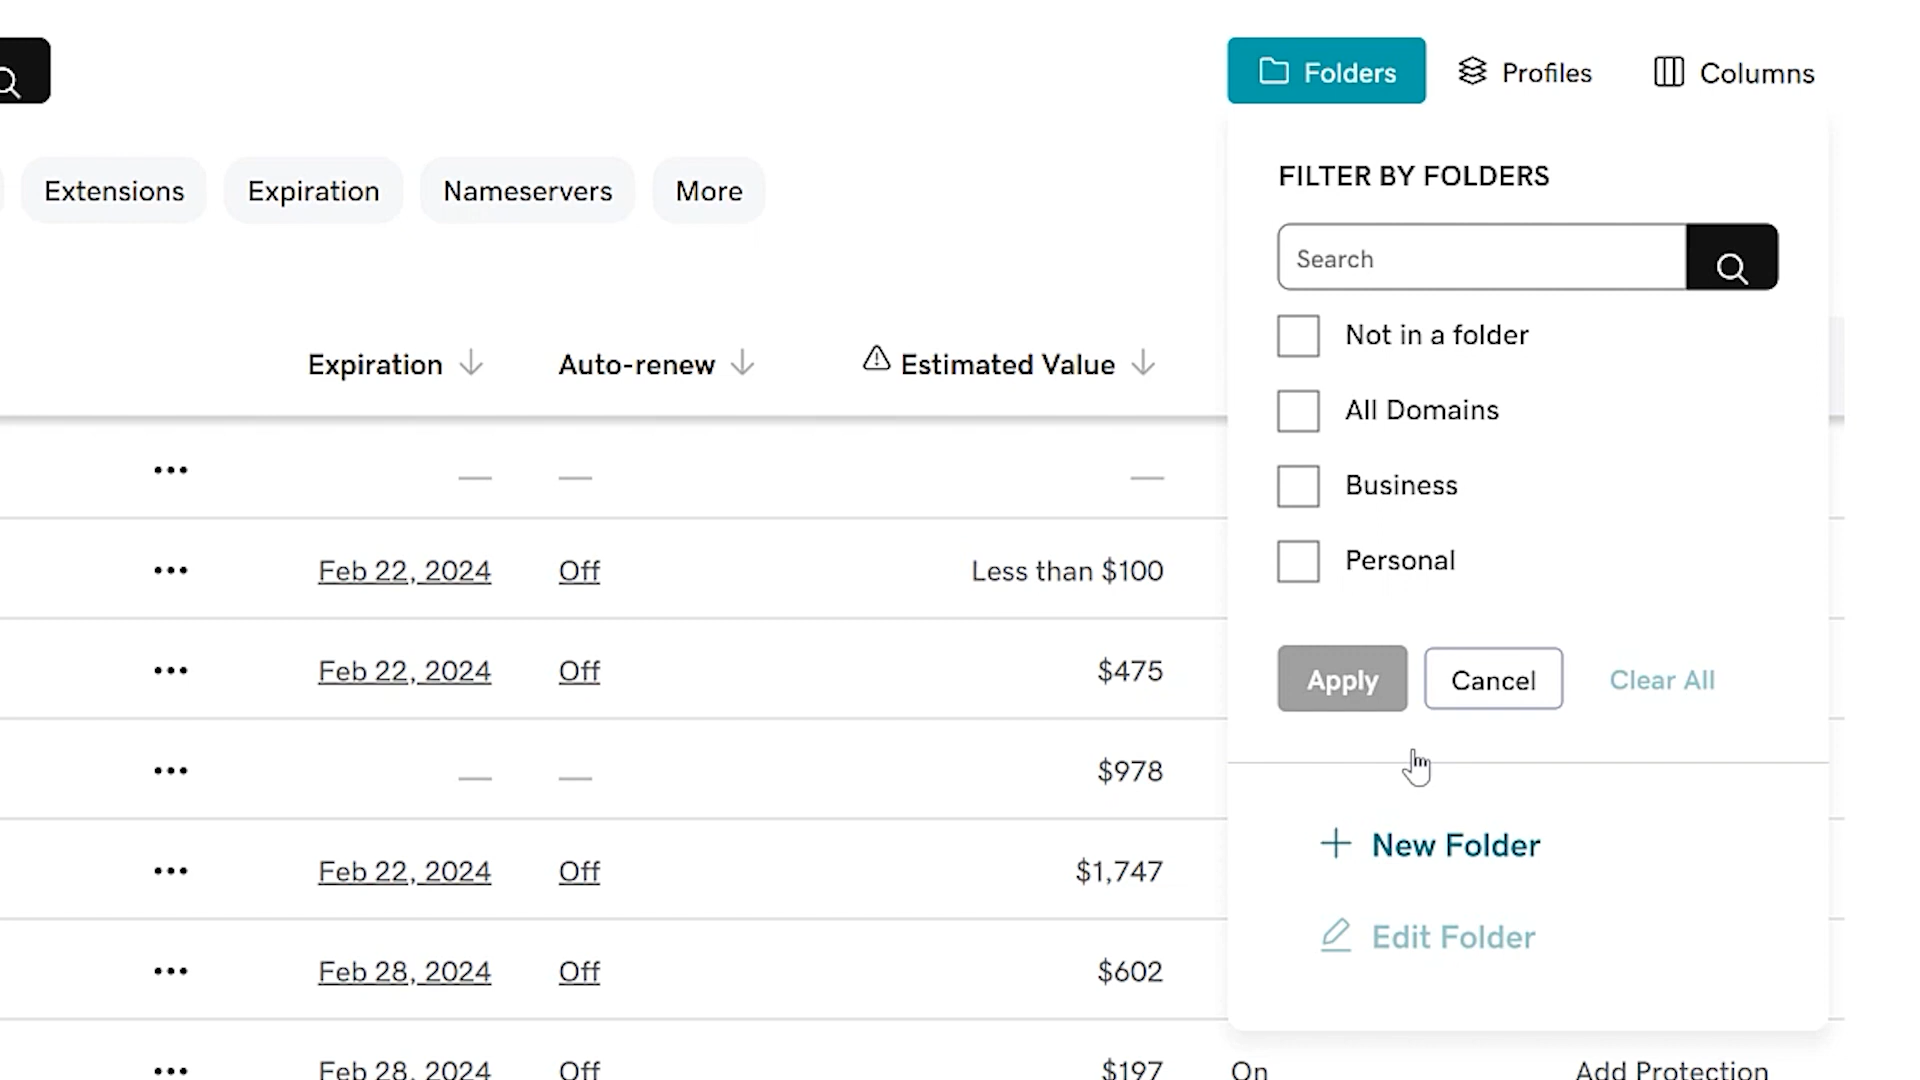 Folders Profiles Columns
Extensions Expiration Nameservers More
FILTER BY FOLDERS
Search
Not in a folder
All Domains
Business
Personal
Apply Cancel Clear All
New Folder
Edit Folder
Expiration Auto-renew Estimated Value
— — —
Feb 22, 2024 Off Less than $100
Feb 22, 2024 Off $475
— — $978
Feb 22, 2024 Off $1,747
Feb 28, 2024 Off $602
Feb 28, 2024 Off $197 On Add Protection